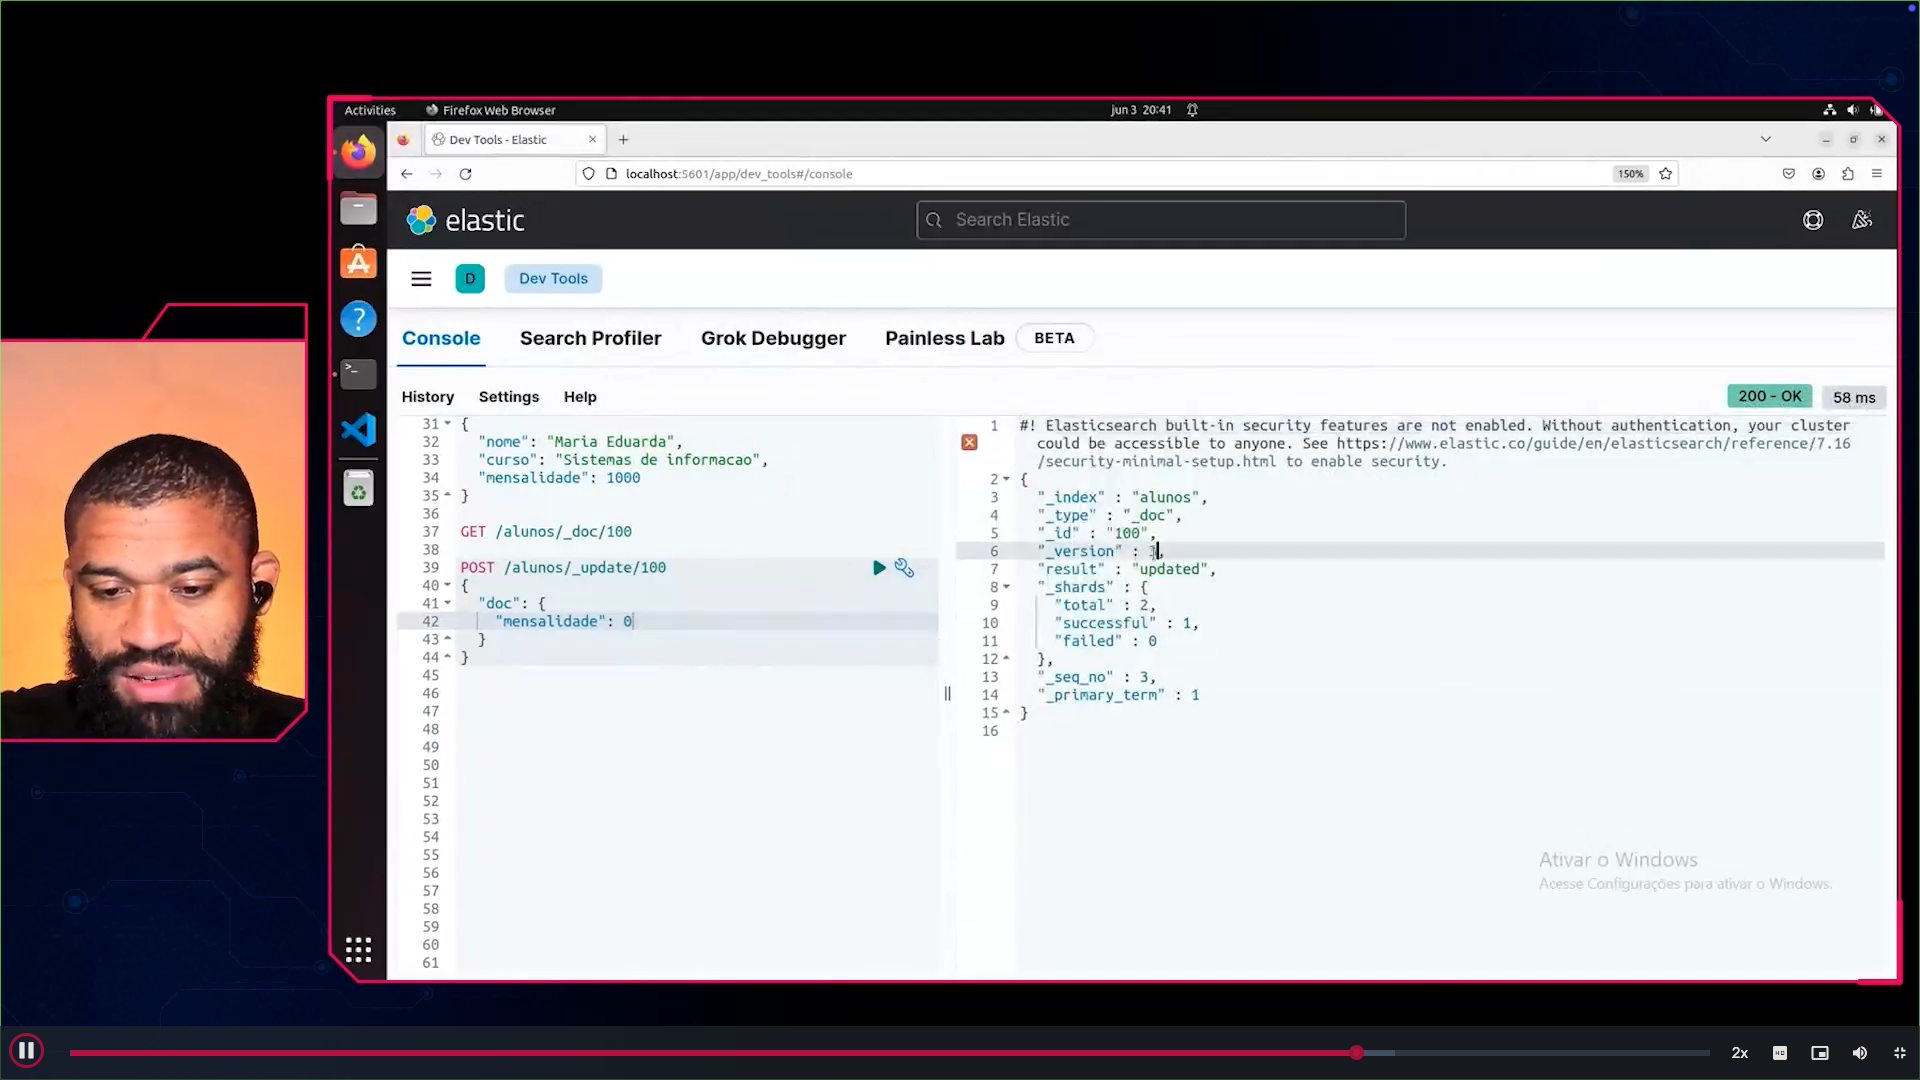 Activities
Firefox Web Browser
jun 3 20:41
Dev Tools - Elastic
localhost:5601/app/dev_tools#/console
150%
elastic
Search Elastic
D
Dev Tools
Console
Search Profiler
Grok Debugger
Painless Lab
BETA
History
Settings
Help
200 - OK
58 ms
31 {
32 "nome": "Maria Eduarda",
33 "curso": "Sistemas de informacao",
34 "mensalidade": 1000
35 }
36
37 GET /alunos/_doc/100
38
39 POST /alunos/_update/100
40 {
41 "doc": {
42 "mensalidade": 0
43 }
44 }
45
46
47
48
49
50
51
52
53
54
55
56
57
58
59
60
61
1 #! Elasticsearch built-in security features are not enabled. Without authentication, your cluster
could be accessible to anyone. See https://www.elastic.co/guide/en/elasticsearch/reference/7.16
/security-minimal-setup.html to enable security.
2 {
3 "_index" : "alunos",
4 "_type" : "_doc",
5 "_id" : "100",
6 "_version" : ,
7 "result" : "updated",
8 "_shards" : {
9 "total" : 2,
10 "successful" : 1,
11 "failed" : 0
12 },
13 "_seq_no" : 3,
14 "_primary_term" : 1
15 }
16
Ativar o Windows
Acesse Configurações para ativar o Windows.
2x
HD